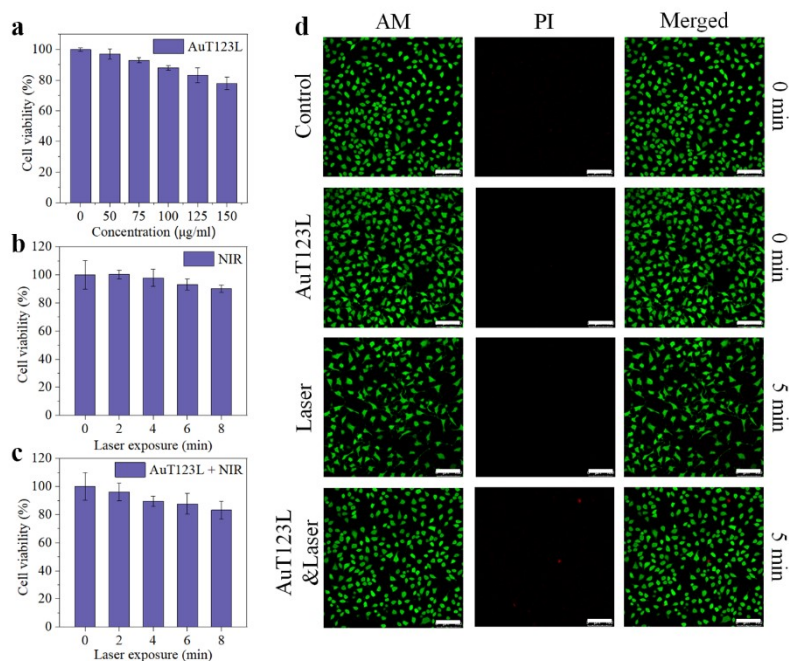 a
AuT123L
100
80
60
40
20
0
Cell viability (%)
0 50 75 100 125 150
Concentration (μg/ml)
b
NIR
120
100
80
60
40
20
0
Cell viability (%)
0 2 4 6 8
Laser exposure (min)
c
AuT123L + NIR
120
100
80
60
40
20
0
Cell viability (%)
0 2 4 6 8
Laser exposure (min)
d
AM PI Merged
Control
0 min
AuT123L
0 min
Laser
5 min
AuT123L
&Laser
5 min